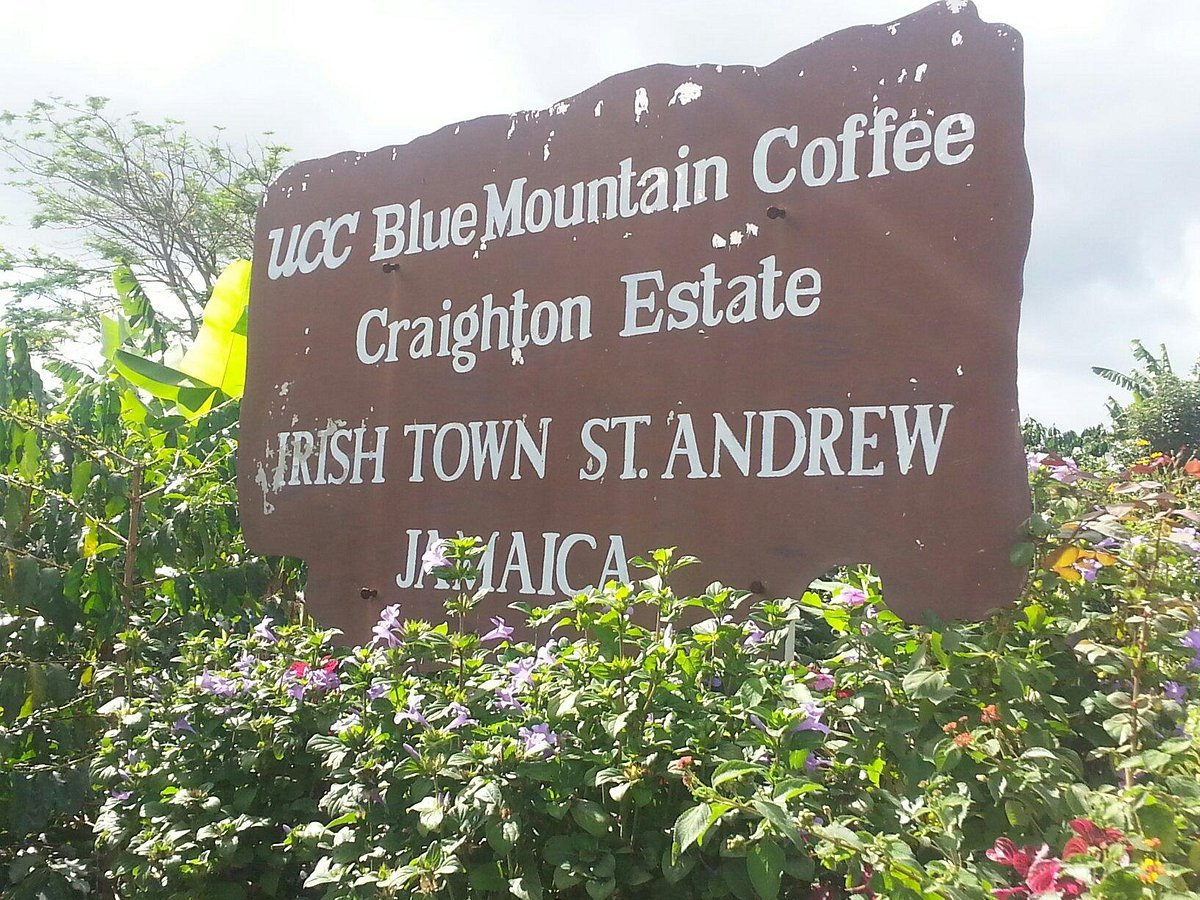 UCC Blue Mountain Coffee
Craighton Estate
IRISH TOWN ST. ANDREW
JAMAICA